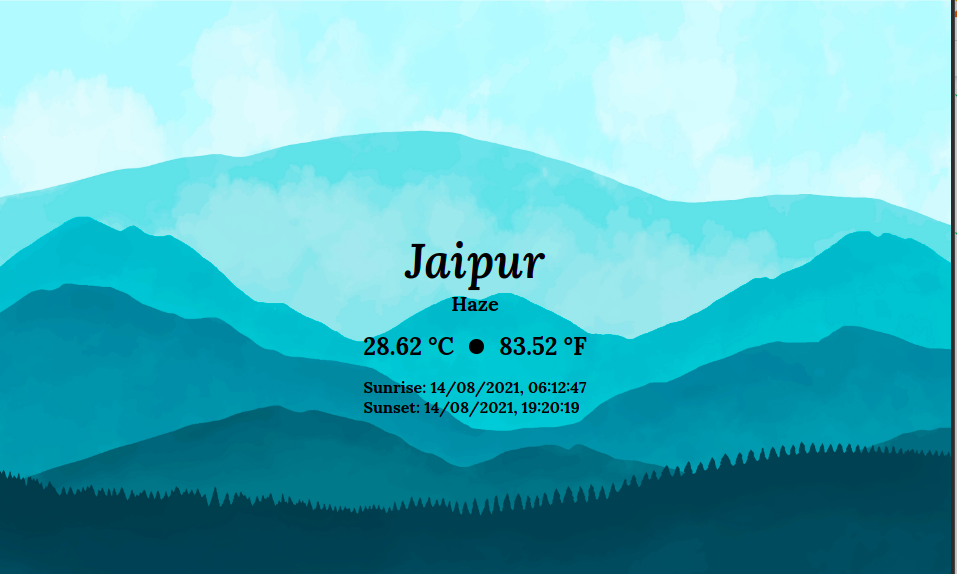 Jaipur
Haze
28.62 °C ● 83.52 °F
Sunrise: 14/08/2021, 06:12:47
Sunset: 14/08/2021, 19:20:19